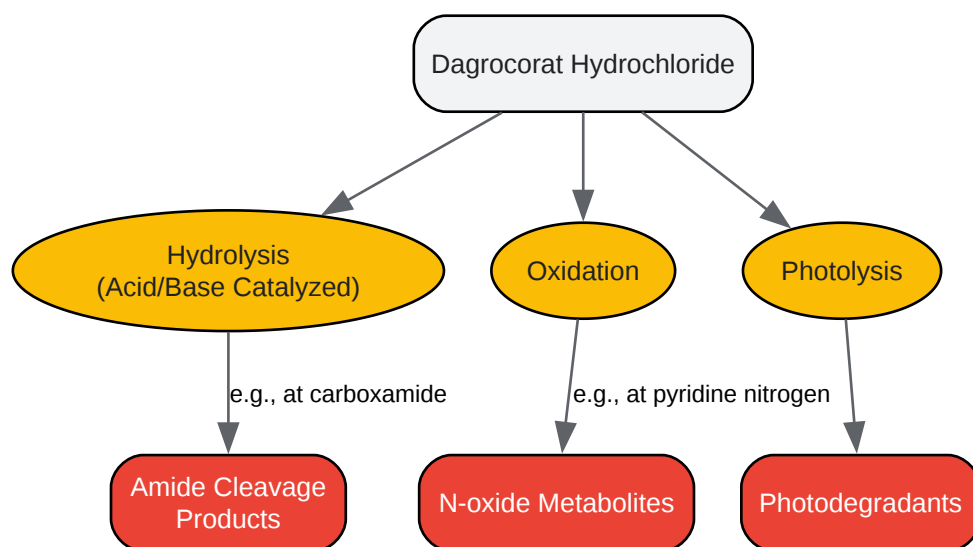 Dagrocorat Hydrochloride
Hydrolysis
(Acid/Base Catalyzed)
Oxidation
Photolysis
e.g., at carboxamide
e.g., at pyridine nitrogen
Amide Cleavage
Products
N-oxide Metabolites
Photodegradants